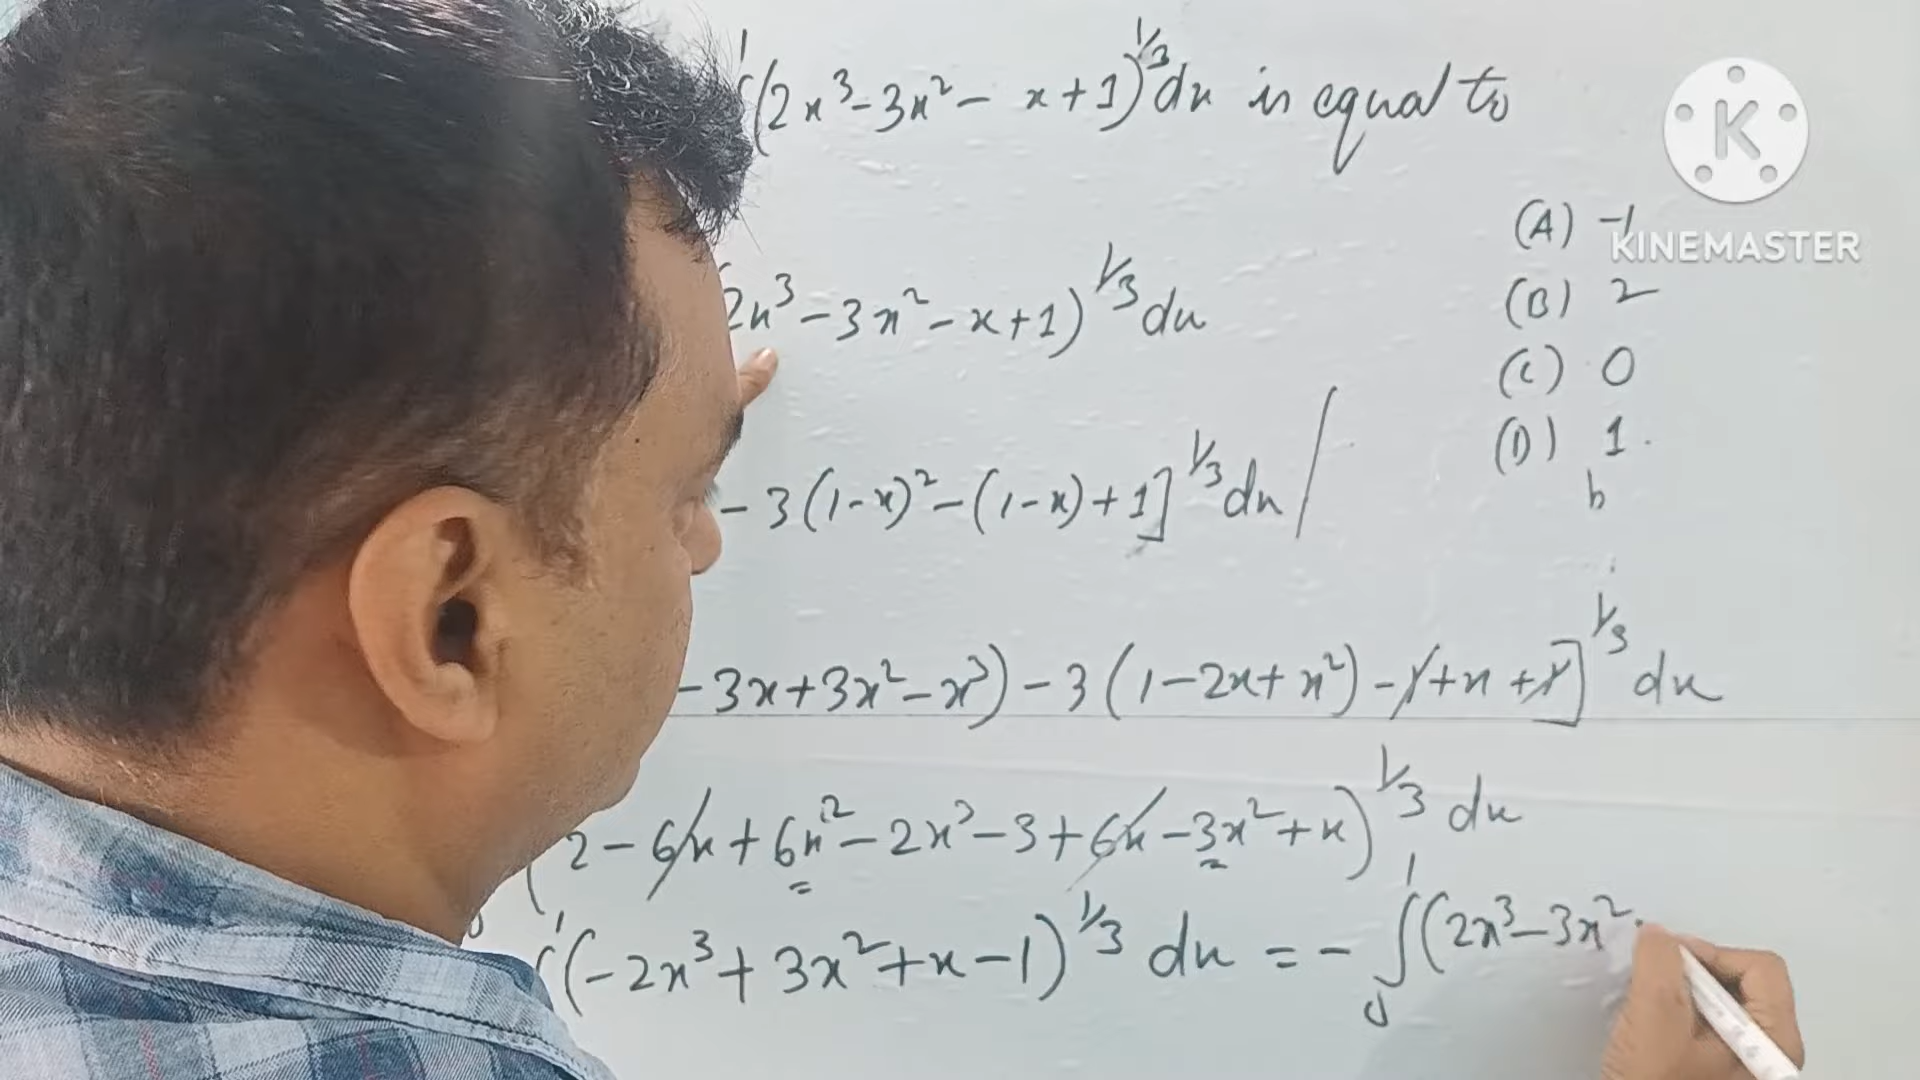 ∫¹(2x³-3x²- x+1)^1/3 dx is equal to
K
KINEMASTER
(A) -1
(B) 2
(C) 0
(D) 1.
b
2x³-3x²-x+1)^1/3 dx
-3(1-x)²-(1-x)+1]^1/3 dx /
-3x+3x²-x³)-3(1-2x+x²)-1+x+1]^1/3 dx
(2-6x+6x²-2x³-3+6x-3x²+x)^1/3 dx
∫¹(-2x³+3x²+x-1)^1/3 dx = - ∫₀¹(2x³-3x²